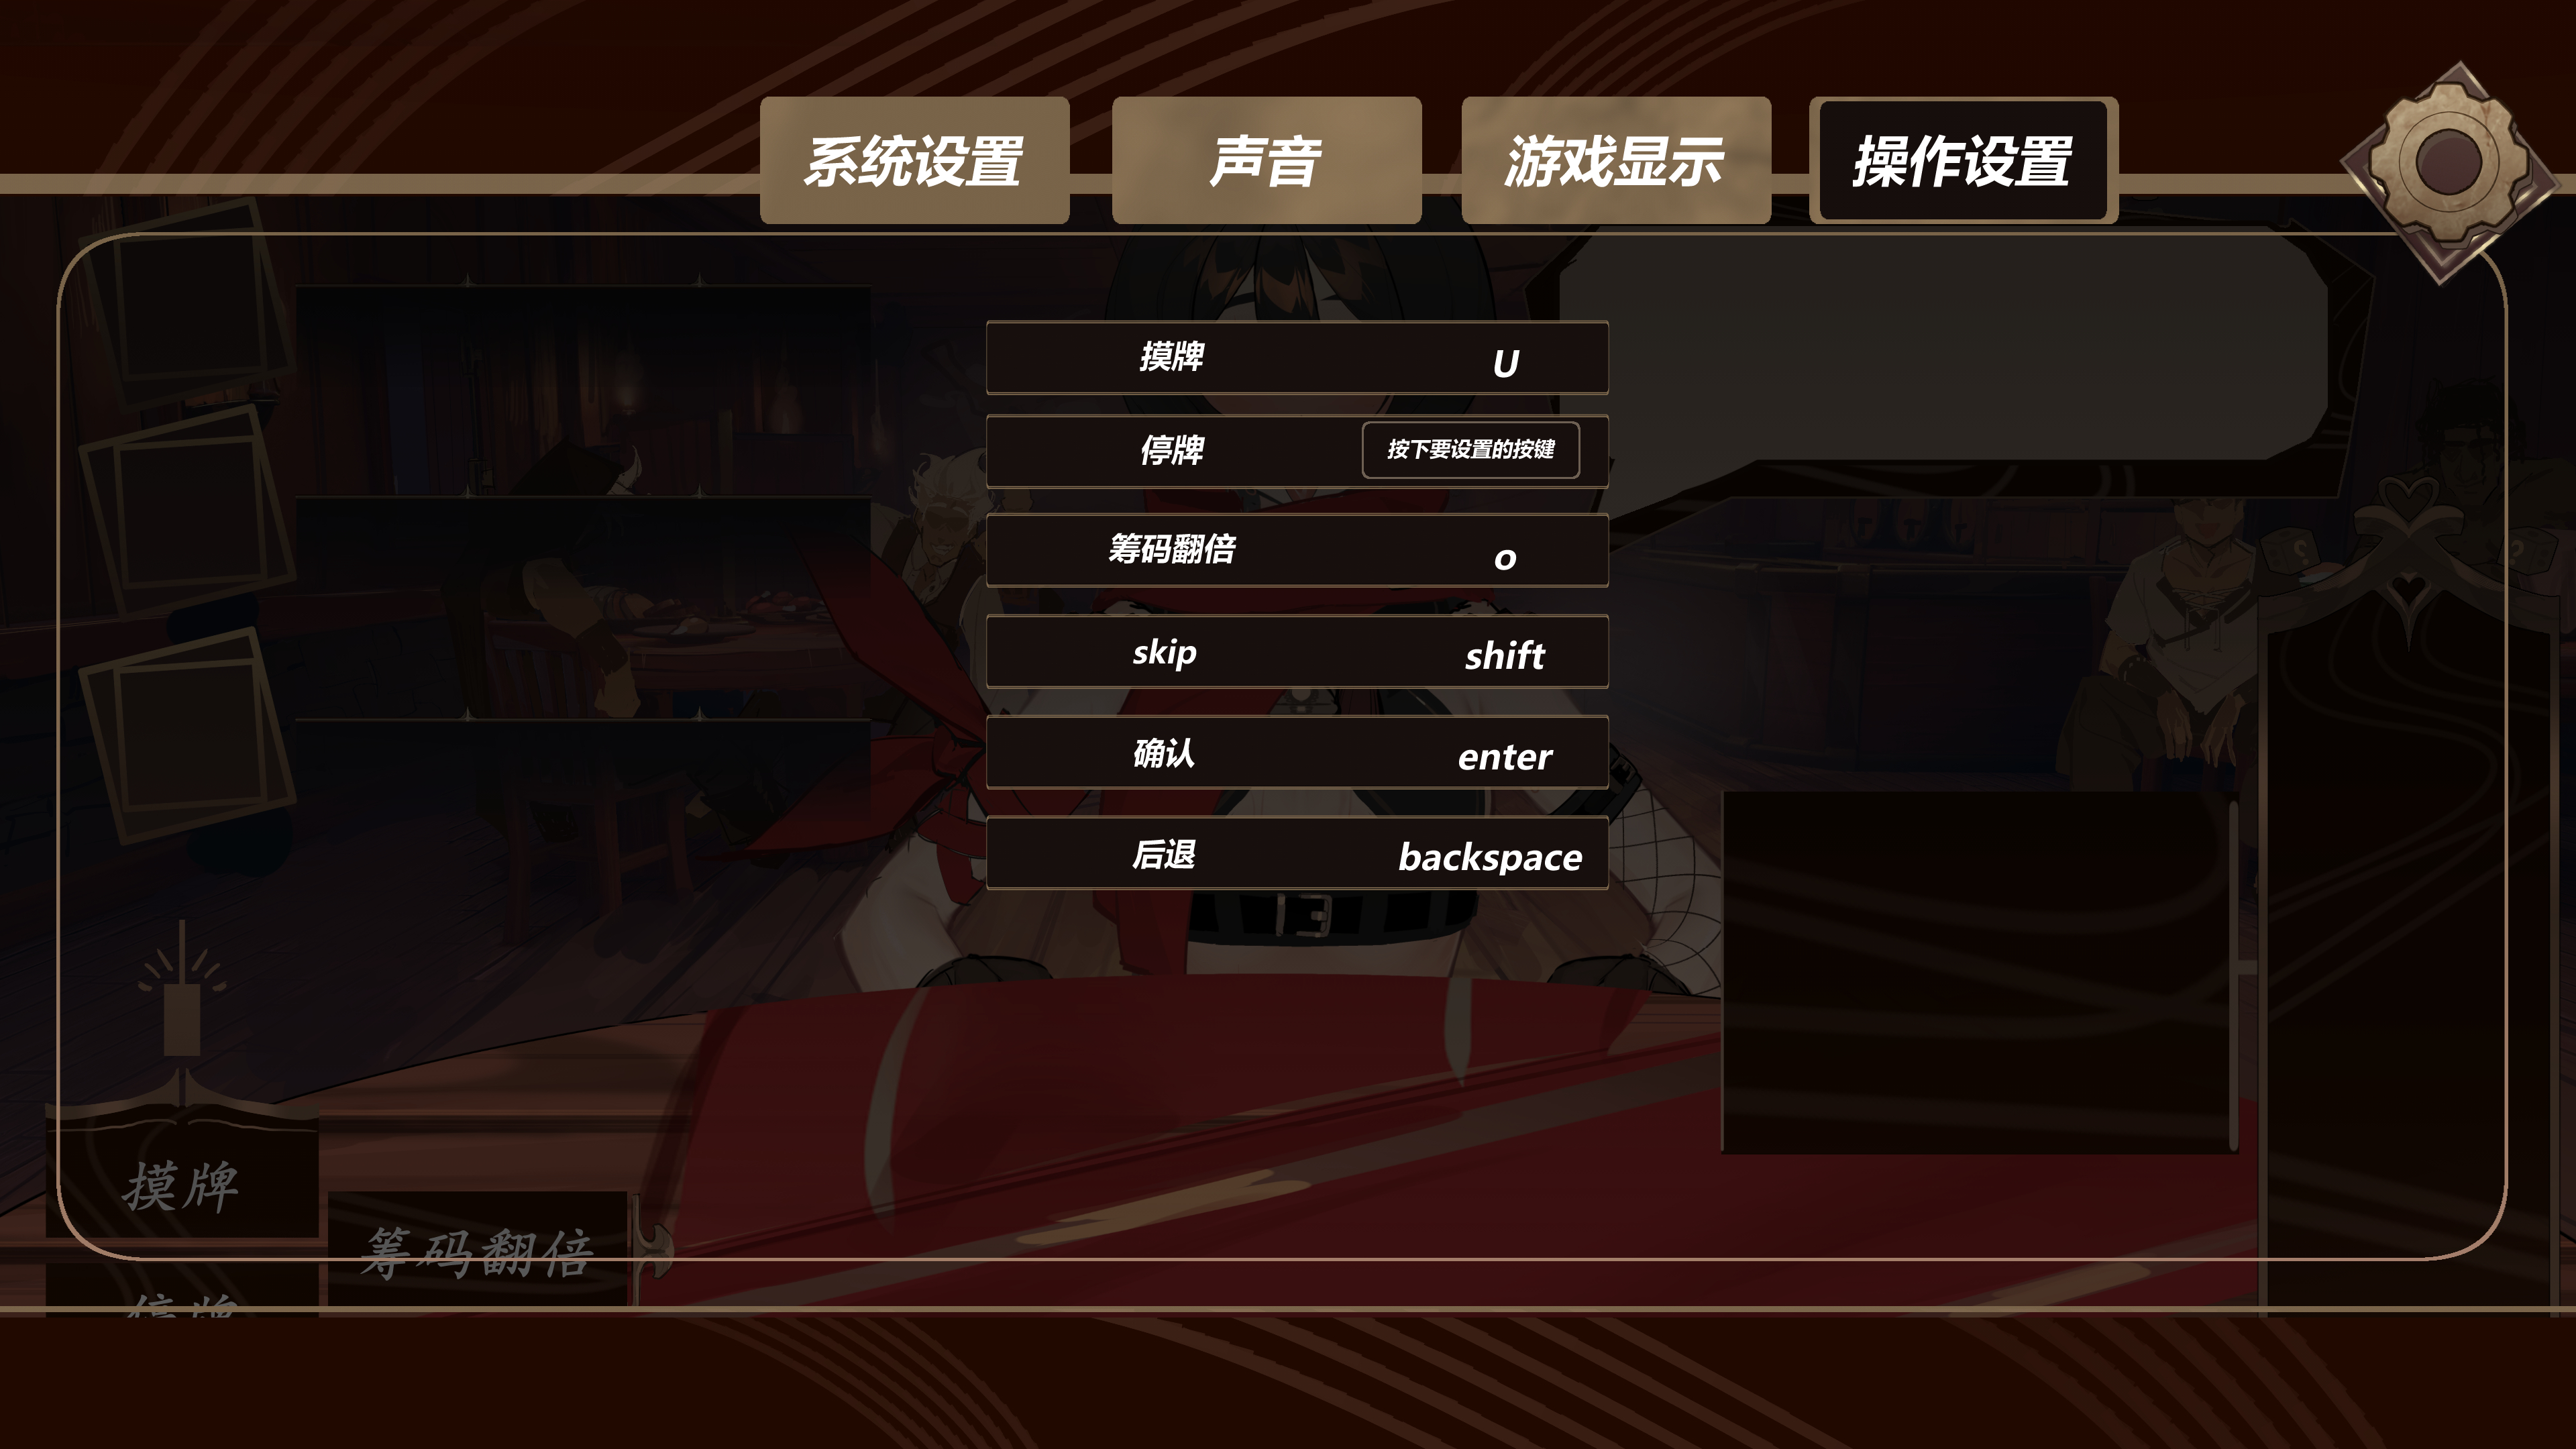 系统设置 声音 游戏显示 操作设置
摸牌 U
停牌 按下要设置的按键
筹码翻倍 o
skip shift
确认 enter
后退 backspace
摸牌
筹码翻倍
停牌